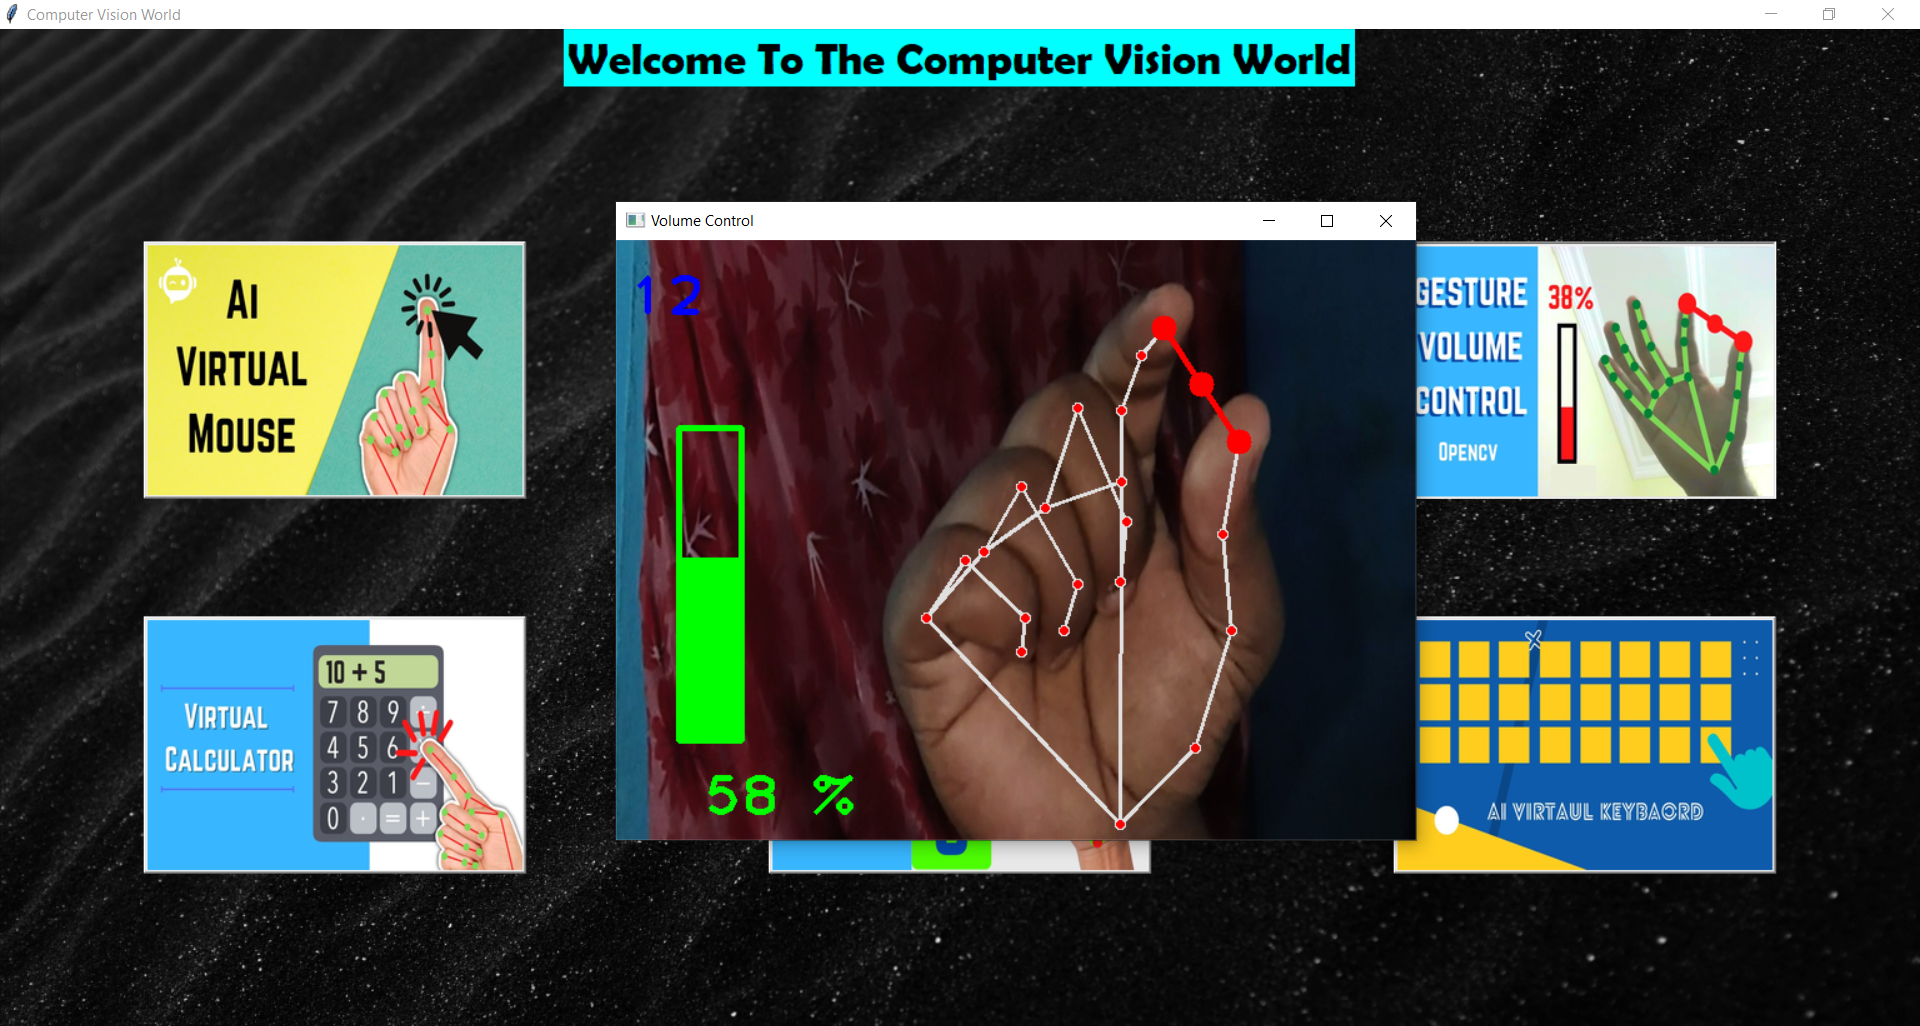 Computer Vision World
Welcome To The Computer Vision World
Volume Control
12
58 %
AI
VIRTUAL
MOUSE
GESTURE
VOLUME
CONTROL
OPENCV
38%
VIRTUAL
CALCULATOR
10 + 5
7 8 9 ÷
4 5 6
3 2 1 −
0 · = +
AI VIRTAUL KEYBAORD